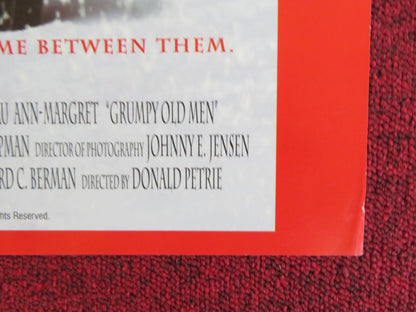 ME BETWEEN THEM.
AU ANN-MARGRET "GRUMPY OLD MEN"
PMAN DIRECTOR OF PHOTOGRAPHY JOHNNY E. JENSEN
RD C. BERMAN DIRECTED BY DONALD PETRIE
hts Reserved.